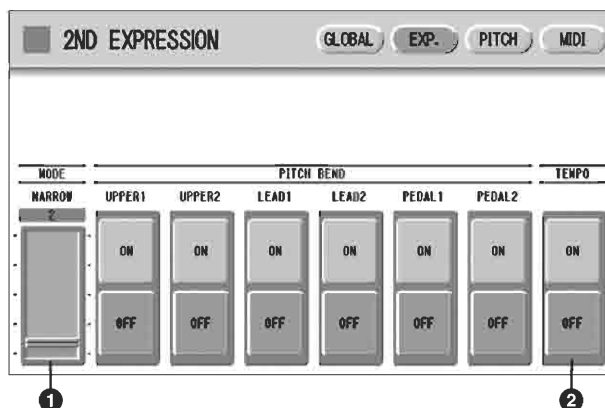 2ND EXPRESSION GLOBAL EXP. PITCH MIDI
MODE PITCH BEND TEMPO
NARROW UPPER1 UPPER2 LEAD1 LEAD2 PEDAL1 PEDAL2
2
ON ON ON ON ON ON ON
OFF OFF OFF OFF OFF OFF OFF
1 2